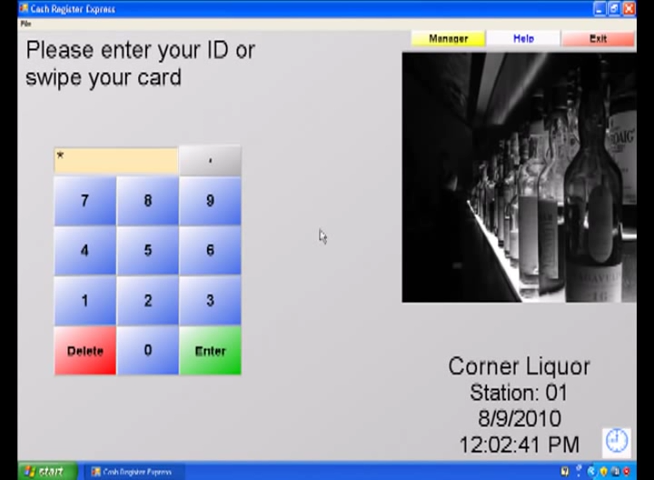 Cash Register Express
File
Please enter your ID or
swipe your card
Manager
Help
Exit
*
.
7
8
9
4
5
6
1
2
3
Delete
0
Enter
Corner Liquor
Station: 01
8/9/2010
12:02:41 PM
start
Cash Register Express